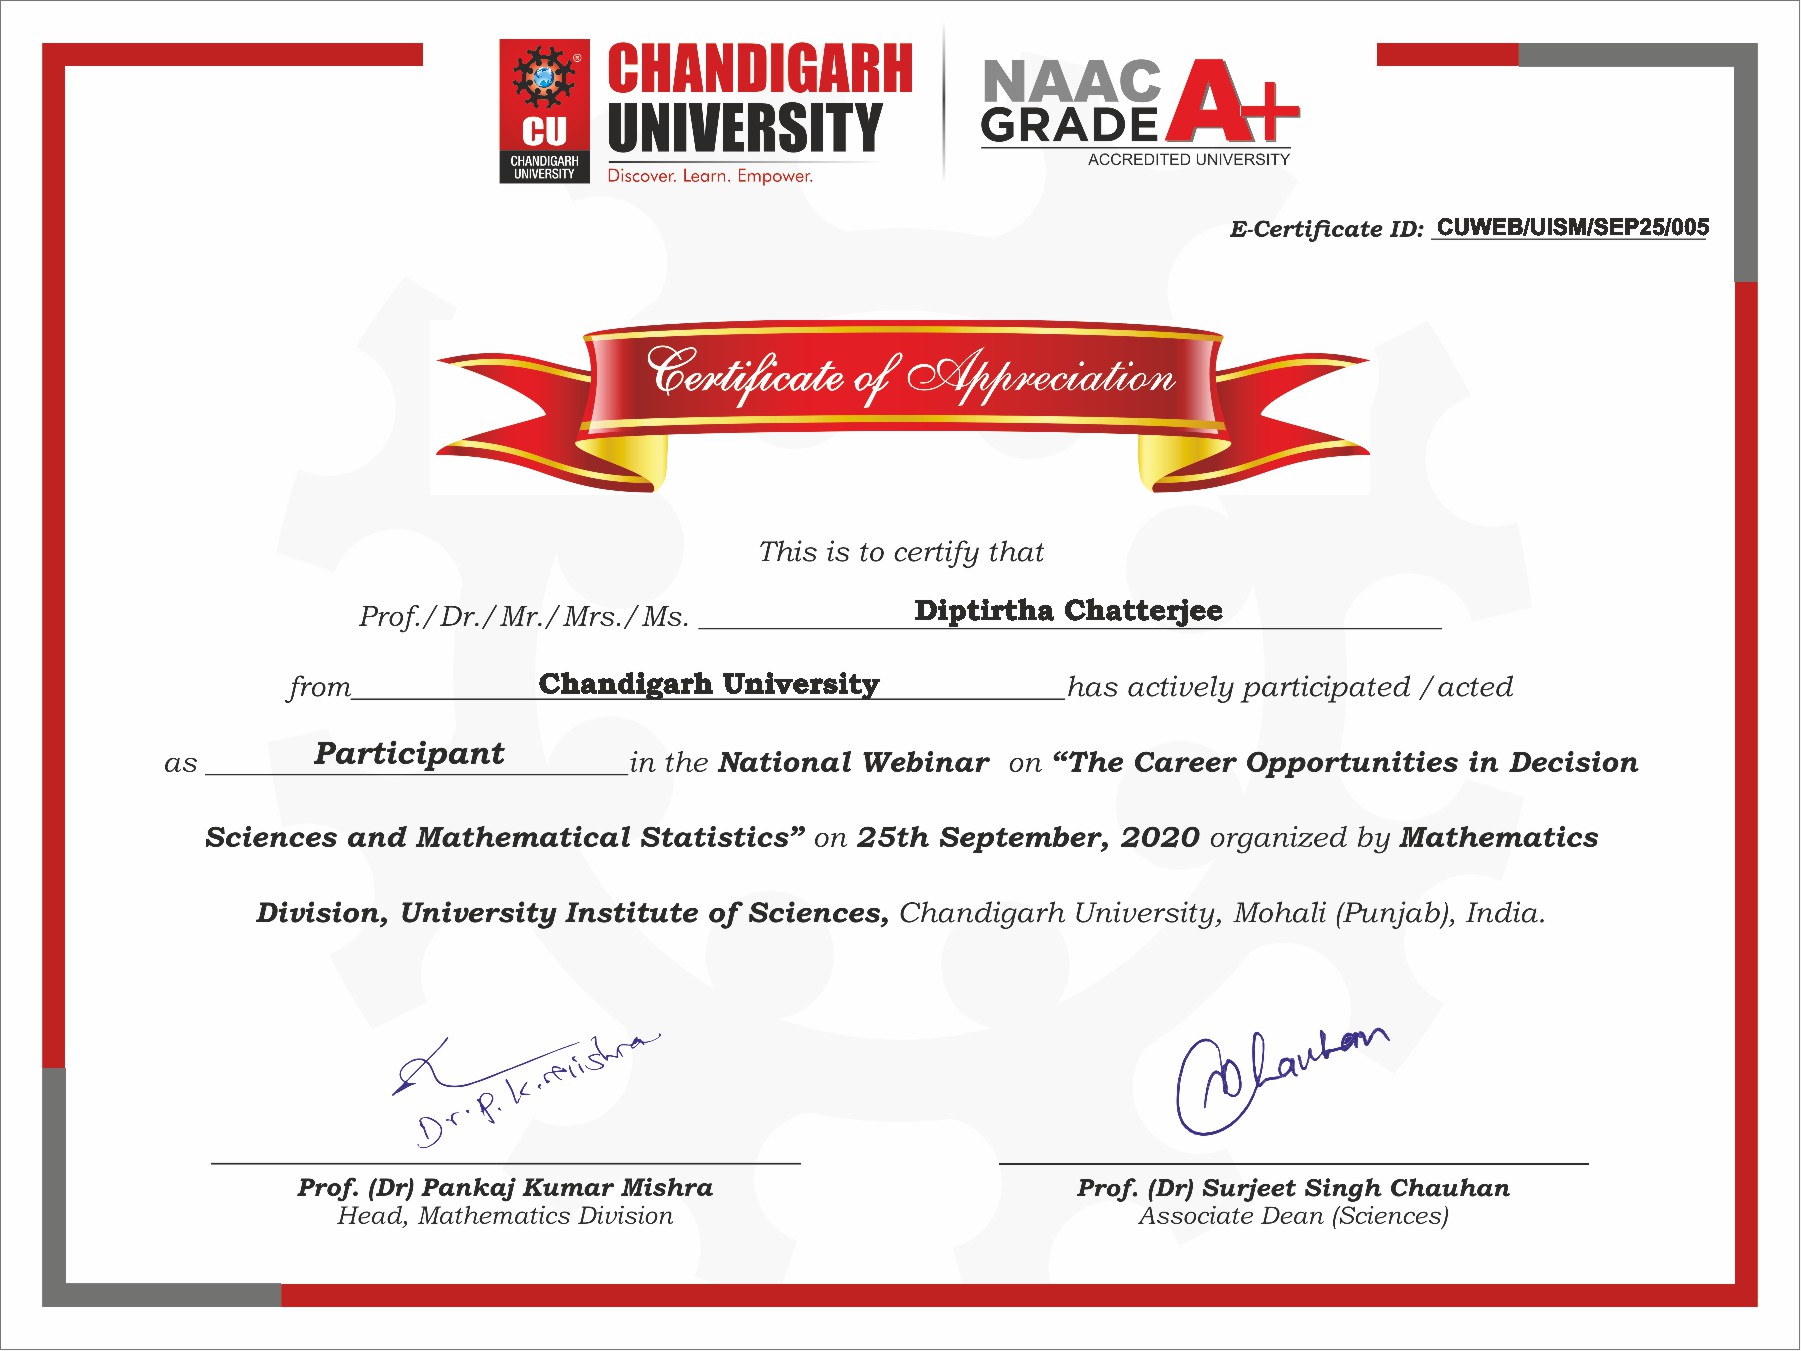 CU
CHANDIGARH
UNIVERSITY
®
CHANDIGARH
UNIVERSITY
Discover. Learn. Empower.
NAAC
GRADE A+
ACCREDITED UNIVERSITY
E-Certificate ID: CUWEB/UISM/SEP25/005
Certificate of Appreciation
This is to certify that
Prof./Dr./Mr./Mrs./Ms. Diptirtha Chatterjee
from Chandigarh University has actively participated /acted
as Participant in the National Webinar on “The Career Opportunities in Decision
Sciences and Mathematical Statistics” on 25th September, 2020 organized by Mathematics
Division, University Institute of Sciences, Chandigarh University, Mohali (Punjab), India.
Dr. P. K. Mishra
Chauhan
Prof. (Dr) Pankaj Kumar Mishra
Head, Mathematics Division
Prof. (Dr) Surjeet Singh Chauhan
Associate Dean (Sciences)